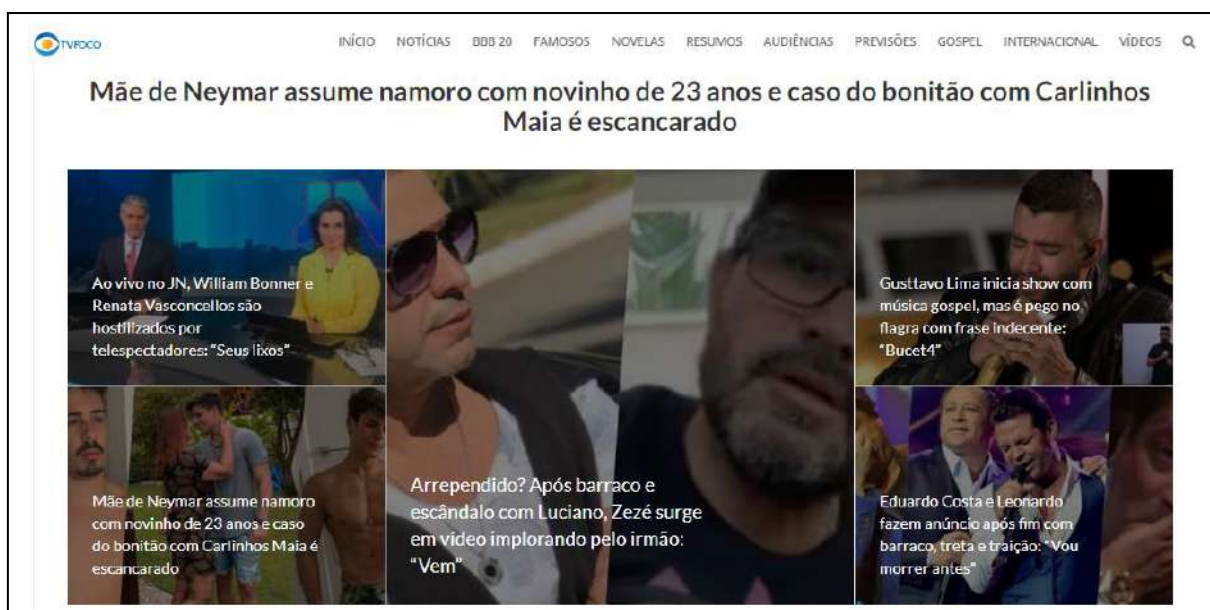 TVFOCO
INÍCIO NOTÍCIAS BBB 20 FAMOSOS NOVELAS RESUMOS AUDIÊNCIAS PREVISÕES GOSPEL INTERNACIONAL VÍDEOS
Mãe de Neymar assume namoro com novinho de 23 anos e caso do bonitão com Carlinhos
Maia é escancarado
Ao vivo no JN, William Bonner e
Renata Vasconcellos são
hostilizados por
telespectadores: "Seus lixos"
Mãe de Neymar assume namoro
com novinho de 23 anos e caso
do bonitão com Carlinhos Maia é
escancarado
Arrependido? Após barraco e
escândalo com Luciano, Zezé surge
em vídeo implorando pelo irmão:
"Vem"
Gusttavo Lima inicia show com
música gospel, mas é pego no
flagra com frase indecente:
"Bucet4"
Eduardo Costa e Leonardo
fazem anúncio após fim com
barraco, treta e traição: "Vou
morrer antes"